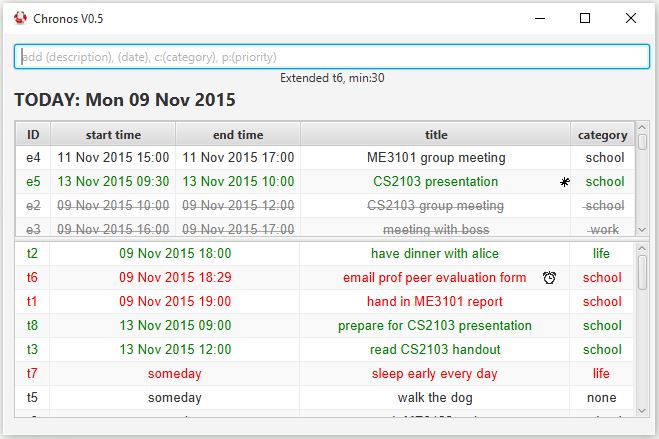 Chronos V0.5
add (description), (date), c:(category), p:(priority)
Extended t6, min:30
TODAY: Mon 09 Nov 2015
ID start time end time title category
e4 11 Nov 2015 15:00 11 Nov 2015 17:00 ME3101 group meeting school
e5 13 Nov 2015 09:30 13 Nov 2015 10:00 CS2103 presentation school
e2 09 Nov 2015 10:00 09 Nov 2015 12:00 CS2103 group meeting school
e3 09 Nov 2015 16:00 09 Nov 2015 17:00 meeting with boss work
t2 09 Nov 2015 18:00 have dinner with alice life
t6 09 Nov 2015 18:29 email prof peer evaluation form school
t1 09 Nov 2015 19:00 hand in ME3101 report school
t8 13 Nov 2015 09:00 prepare for CS2103 presentation school
t3 13 Nov 2015 12:00 read CS2103 handout school
t7 someday sleep early every day life
t5 someday walk the dog none